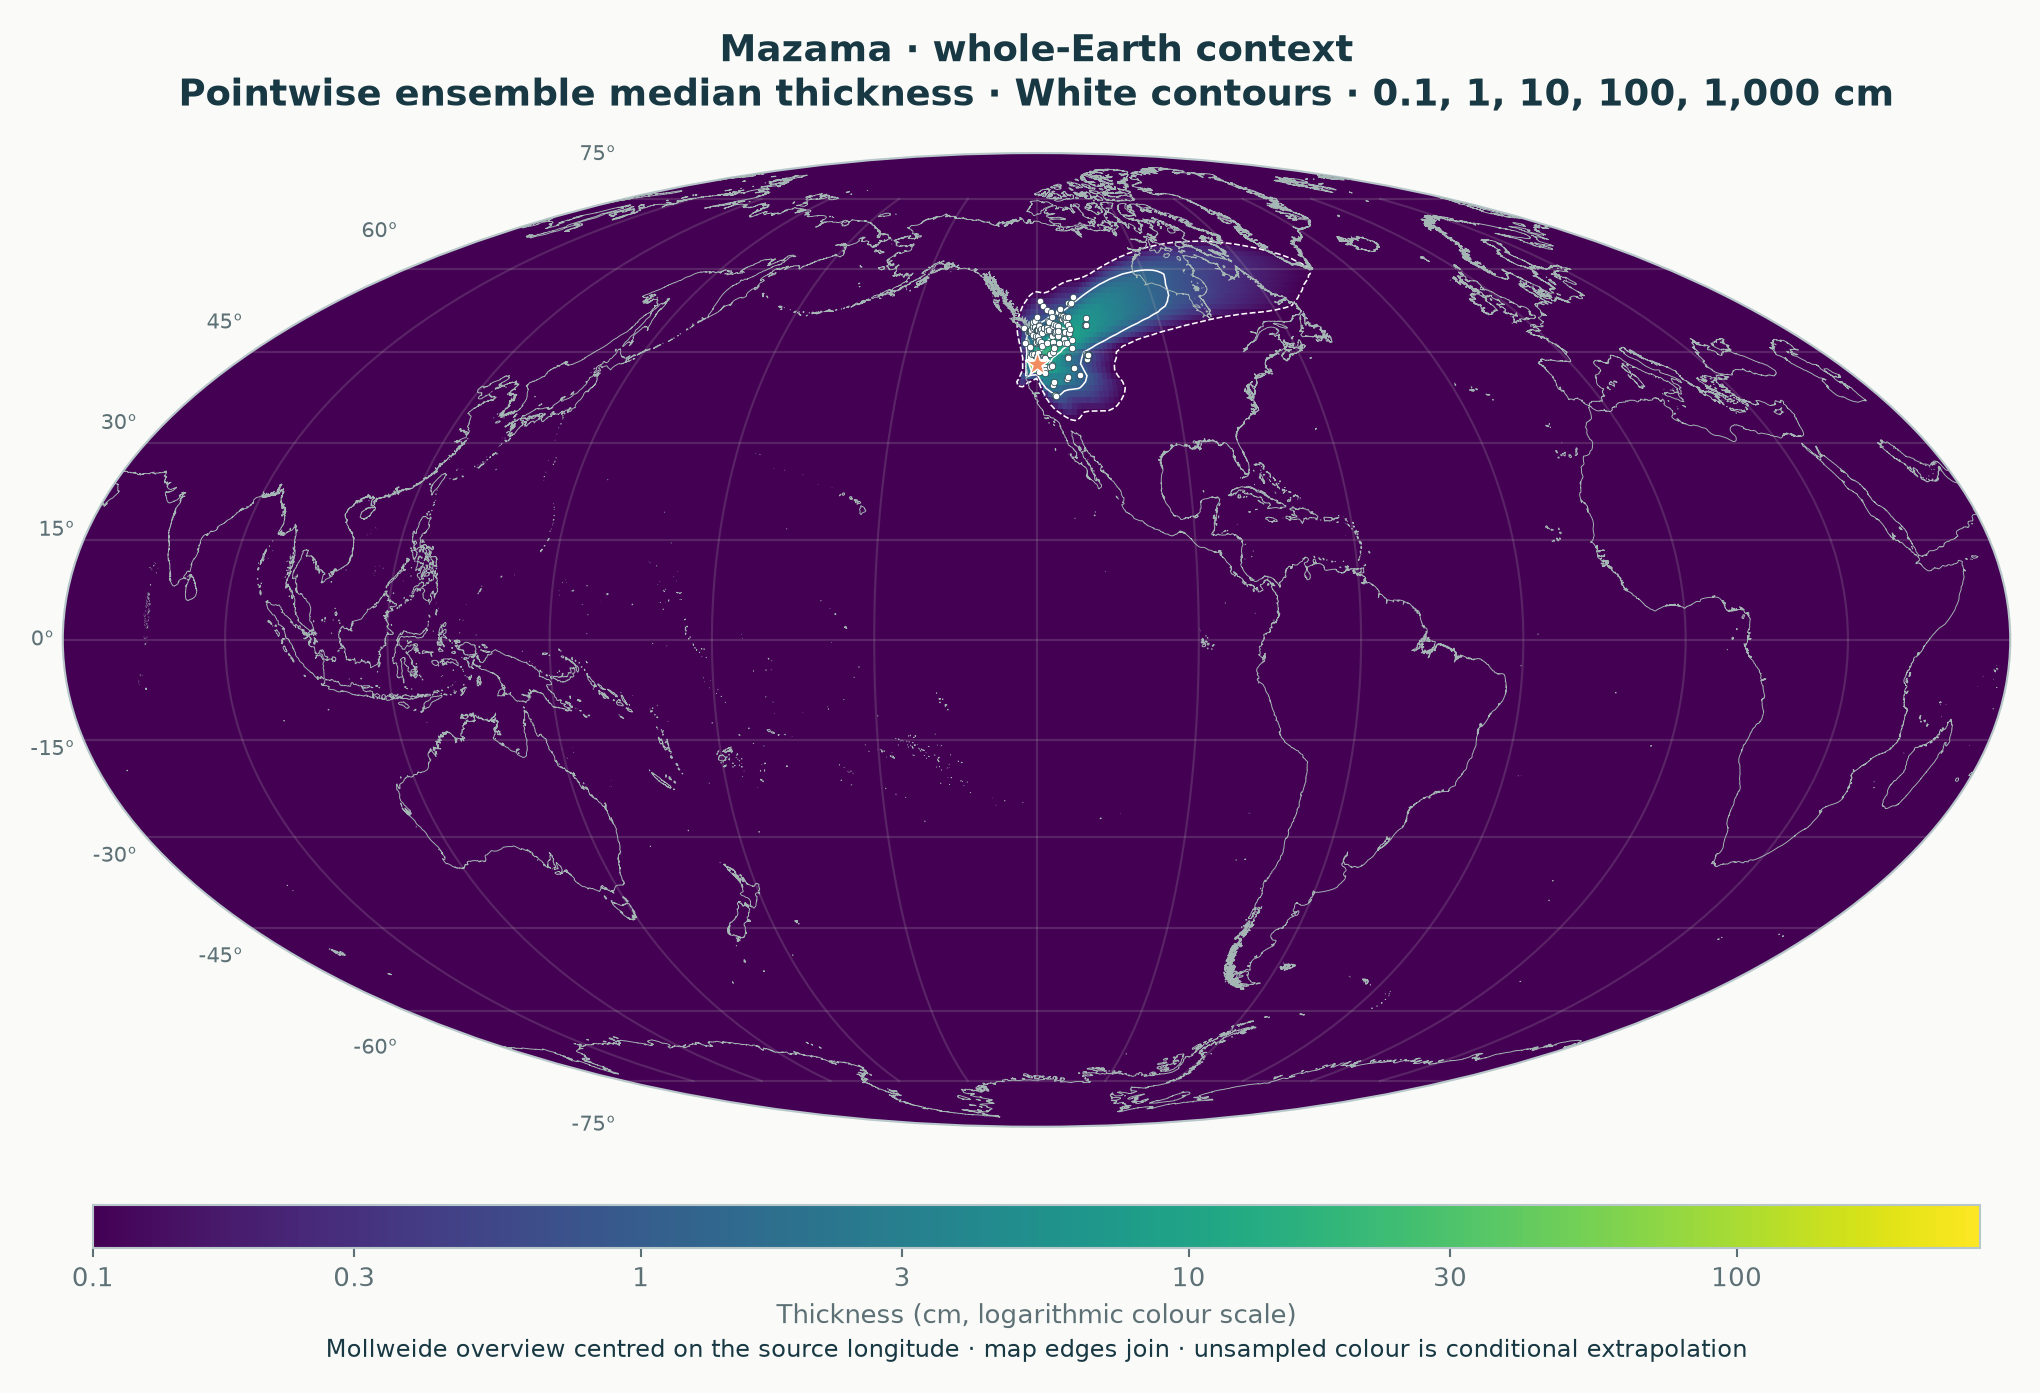 Mazama · whole-Earth context
Pointwise ensemble median thickness · White contours · 0.1, 1, 10, 100, 1,000 cm
75°
60°
45°
30°
15°
0°
-15°
-30°
-45°
-60°
-75°
0.1 0.3 1 3 10 30 100
Thickness (cm, logarithmic colour scale)
Mollweide overview centred on the source longitude · map edges join · unsampled colour is conditional extrapolation